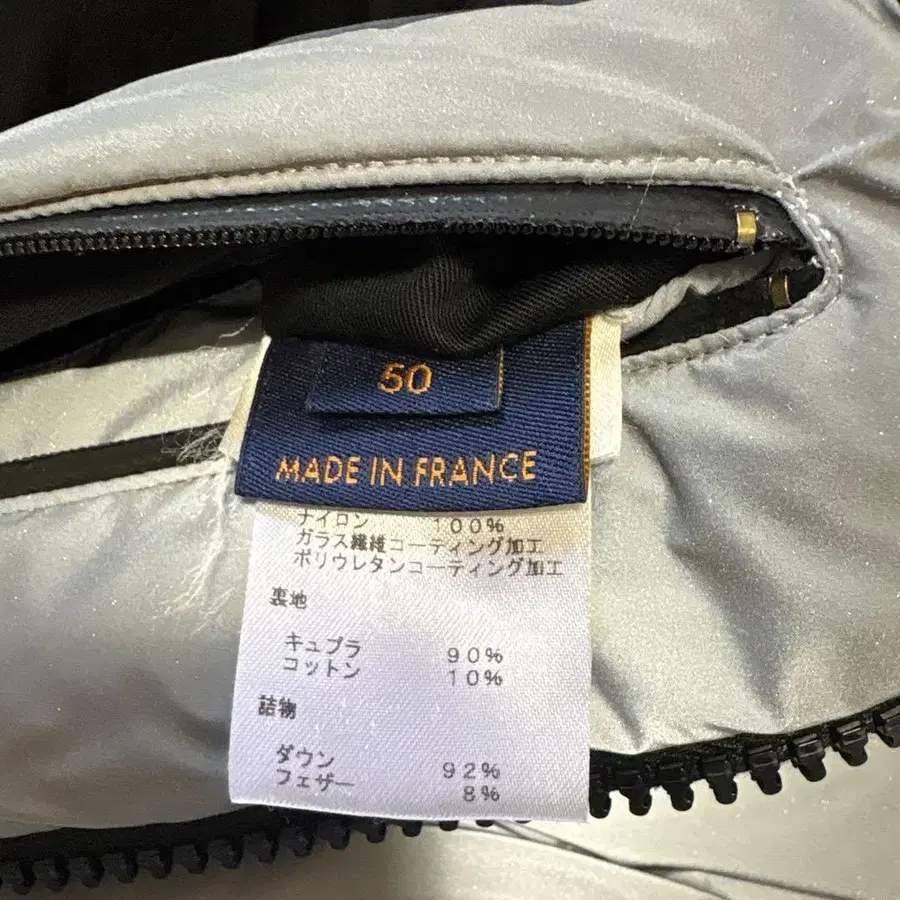 50
MADE IN FRANCE
ナイロン 100%
ガラス繊維コーティング加工
ポリウレタンコーティング加工
裏地
キュプラ 90%
コットン 10%
詰物
ダウン 92%
フェザー 8%